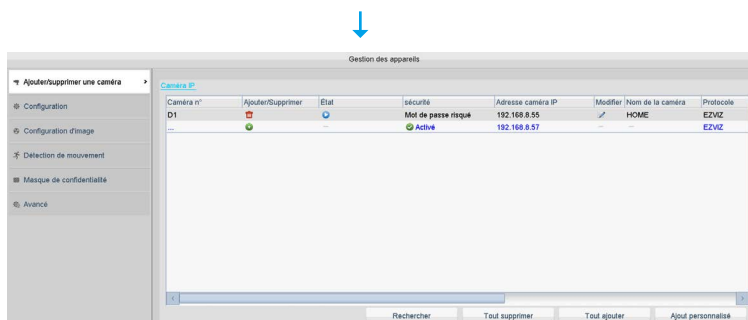 Gestion des appareils
Ajouter/supprimer une caméra
Configuration
Configuration d'image
Détection de mouvement
Masque de confidentialité
Avancé
Caméra IP
Caméra n° Ajouter/Supprimer État sécurité Adresse caméra IP Modifier Nom de la caméra Protocole
D1 Mot de passe risqué 192.168.8.55 HOME EZVIZ
... --- Activé 192.168.8.57 --- --- EZVIZ
Rechercher Tout supprimer Tout ajouter Ajout personnalisé